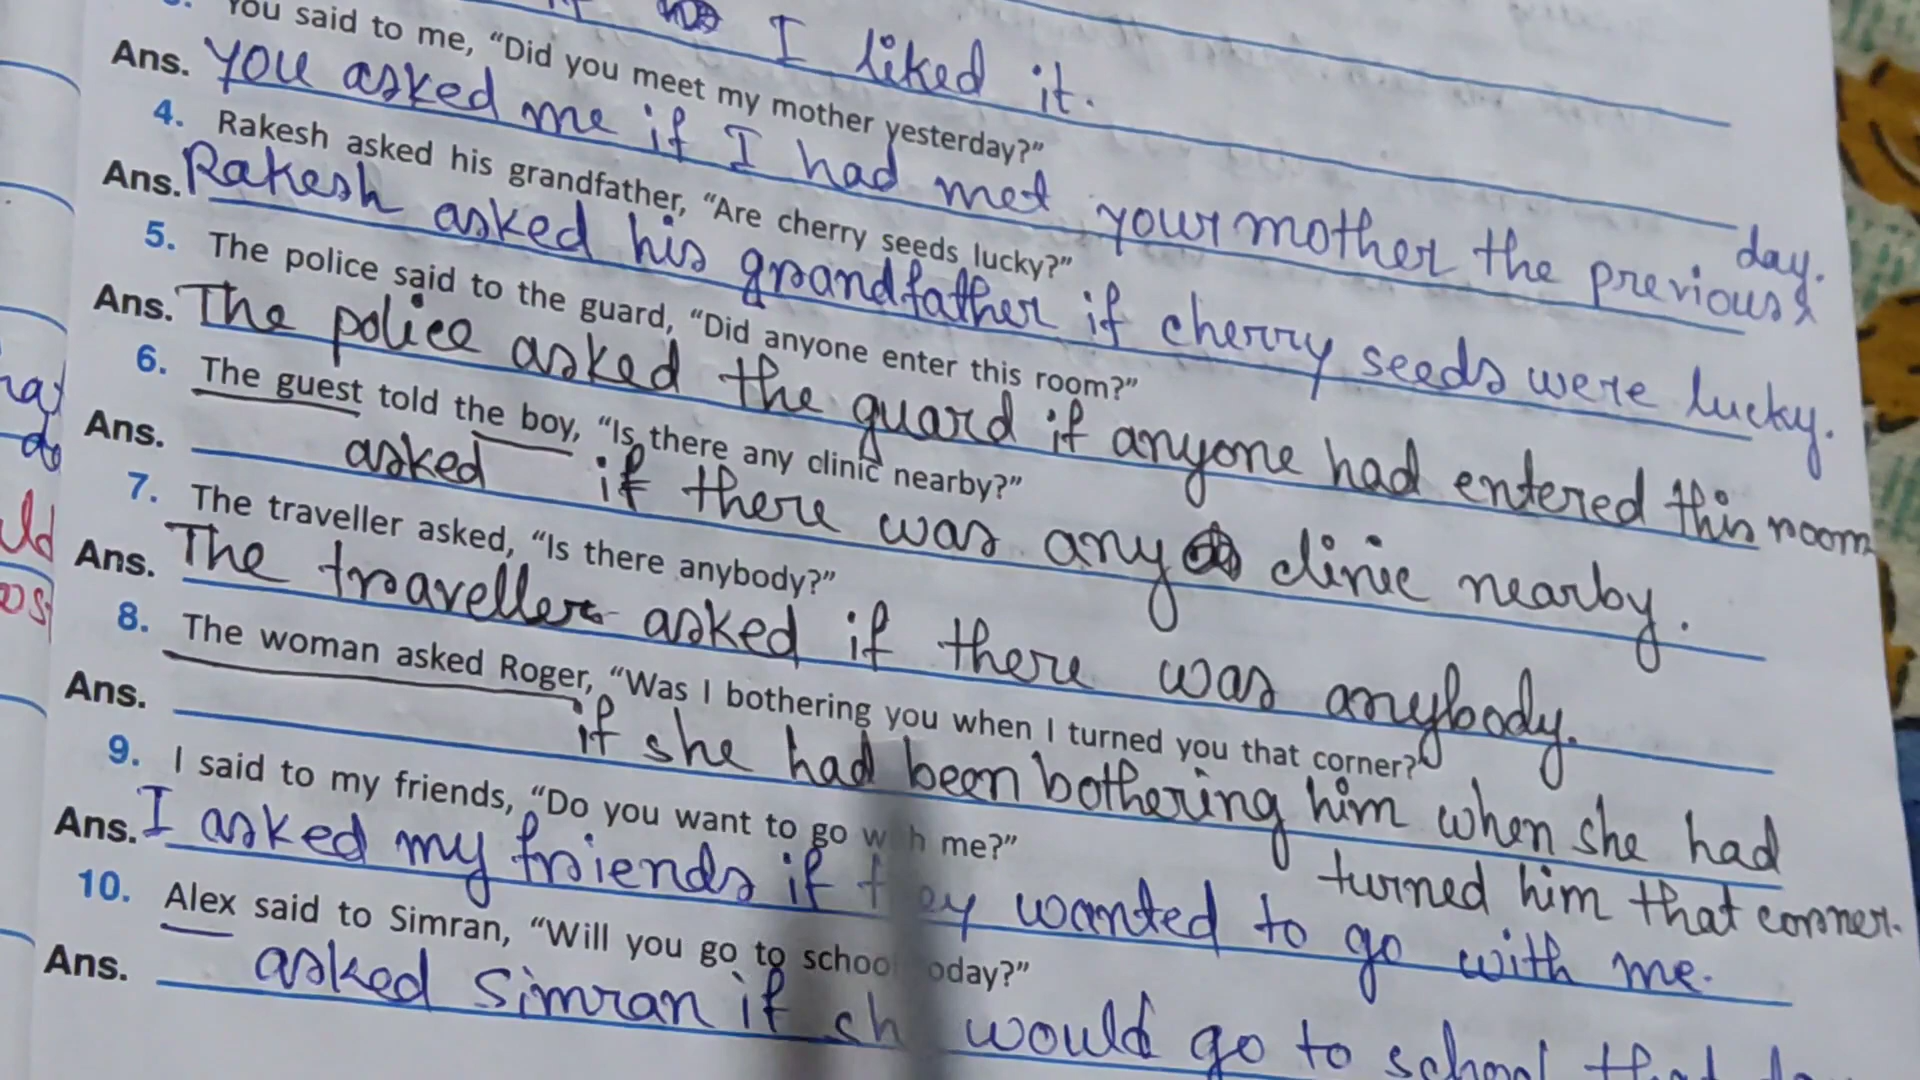 I liked it.
You said to me, “Did you meet my mother yesterday?”
Ans. You asked me if I had met your mother the previous day.
4. Rakesh asked his grandfather, “Are cherry seeds lucky?”
Ans. Rakesh asked his grandfather if cherry seeds were lucky.
5. The police said to the guard, “Did anyone enter this room?”
Ans. The police asked the guard if anyone had entered this room
6. The guest told the boy, “Is there any clinic nearby?”
Ans. asked if there was any clinic nearby.
7. The traveller asked, “Is there anybody?”
Ans. The traveller asked if there was anybody.
8. The woman asked Roger, “Was I bothering you when I turned you that corner?”
Ans. if she had been bothering him when she had
turned him that corner.
9. I said to my friends, “Do you want to go me?”
Ans. I asked my friends if wanted to go with me.
10. Alex said to Simran, “Will you go to
Ans. asked Simran if would go to school